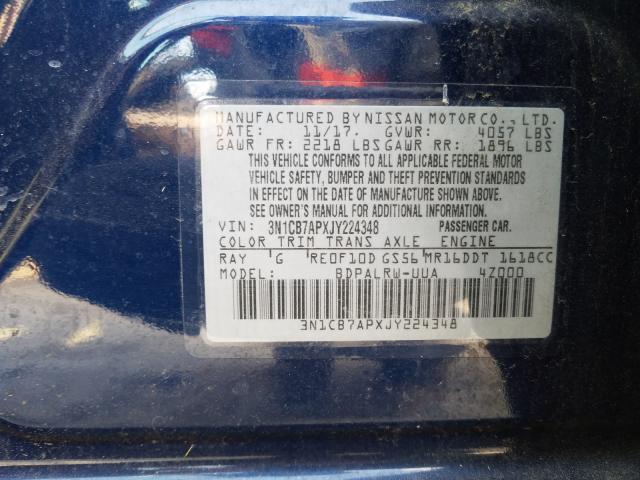 MANUFACTURED BY NISSAN MOTOR CO., LTD.
DATE: 11/17. GVWR: 4057 LBS
GAWR FR: 2218 LBS GAWR RR: 1896 LBS
THIS VEHICLE CONFORMS TO ALL APPLICABLE FEDERAL MOTOR
VEHICLE SAFETY, BUMPER AND THEFT PREVENTION STANDARDS
IN EFFECT ON THE DATE OF MANUFACTURE SHOWN ABOVE.
SEE OWNER'S MANUAL FOR ADDITIONAL INFORMATION.
VIN: 3N1CB7APXJY224348 PASSENGER CAR.
COLOR TRIM TRANS AXLE ENGINE
RAY G RE0F10D GS56 MR16DDT 1618CC
MODEL: BDPALRW-UUA 4Z000
3N1CB7APXJY224348